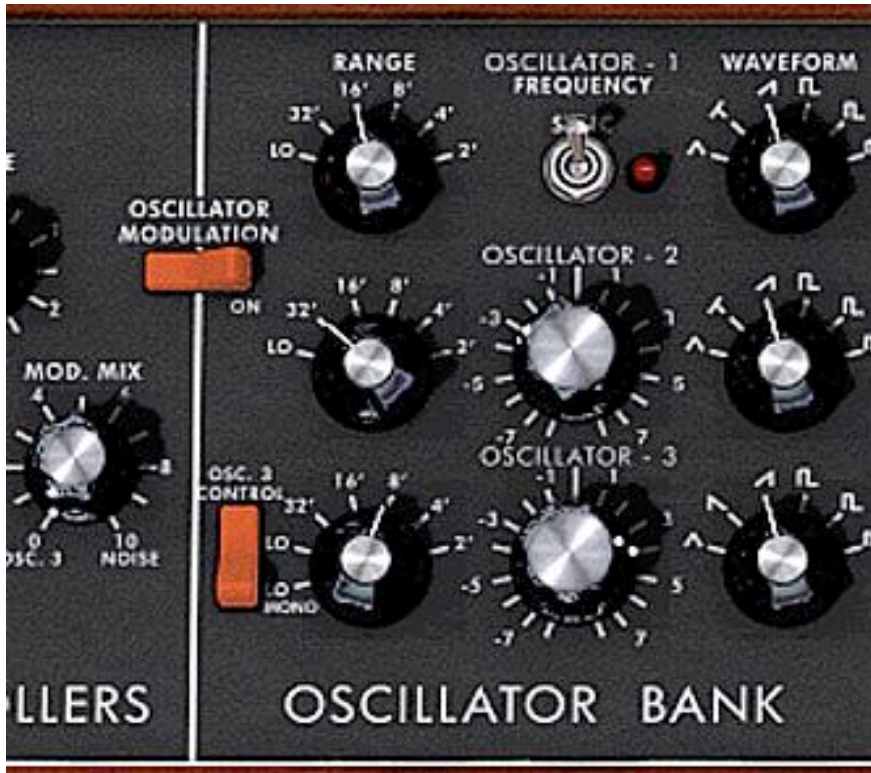 RANGE
OSCILLATOR - 1
FREQUENCY
WAVEFORM
LO
32'
16'
8'
4'
2'
OSCILLATOR
MODULATION
ON
2
LO
32'
16'
8'
4'
2'
OSCILLATOR - 2
-1
1
-3
3
-5
5
-7
7
MOD. MIX
4
6
8
0
10
OSC. 3
NOISE
OSC. 3
CONTROL
LO
MONO
LO
32'
16'
8'
4'
2'
OSCILLATOR - 3
-1
1
-3
3
-5
5
-7
7
OLLERS
OSCILLATOR BANK